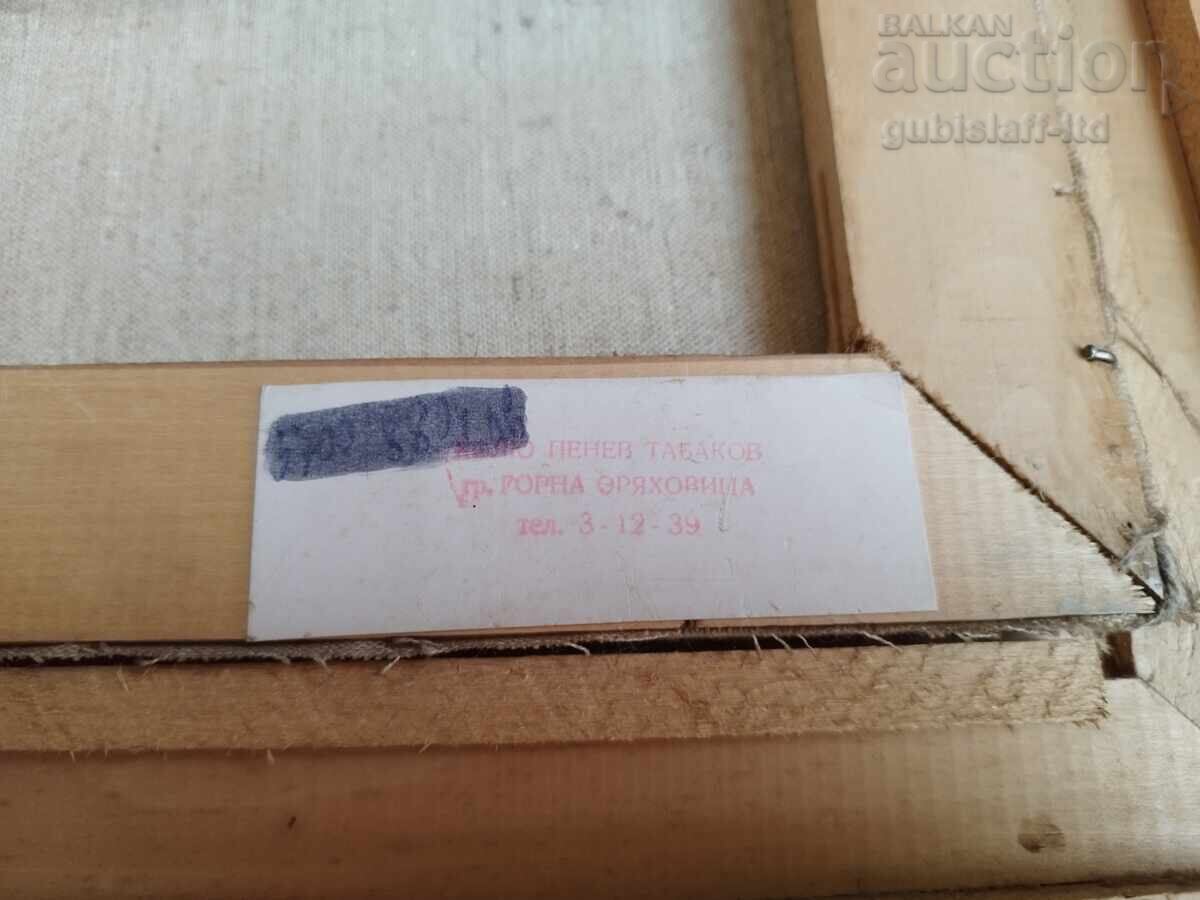 BALKAN
auction
gubislaff-ltd
ПЕНЕВ ТАБАКОВ
гр. ГОРНА ОРЯХОВИЦА
тел. 3-12-39